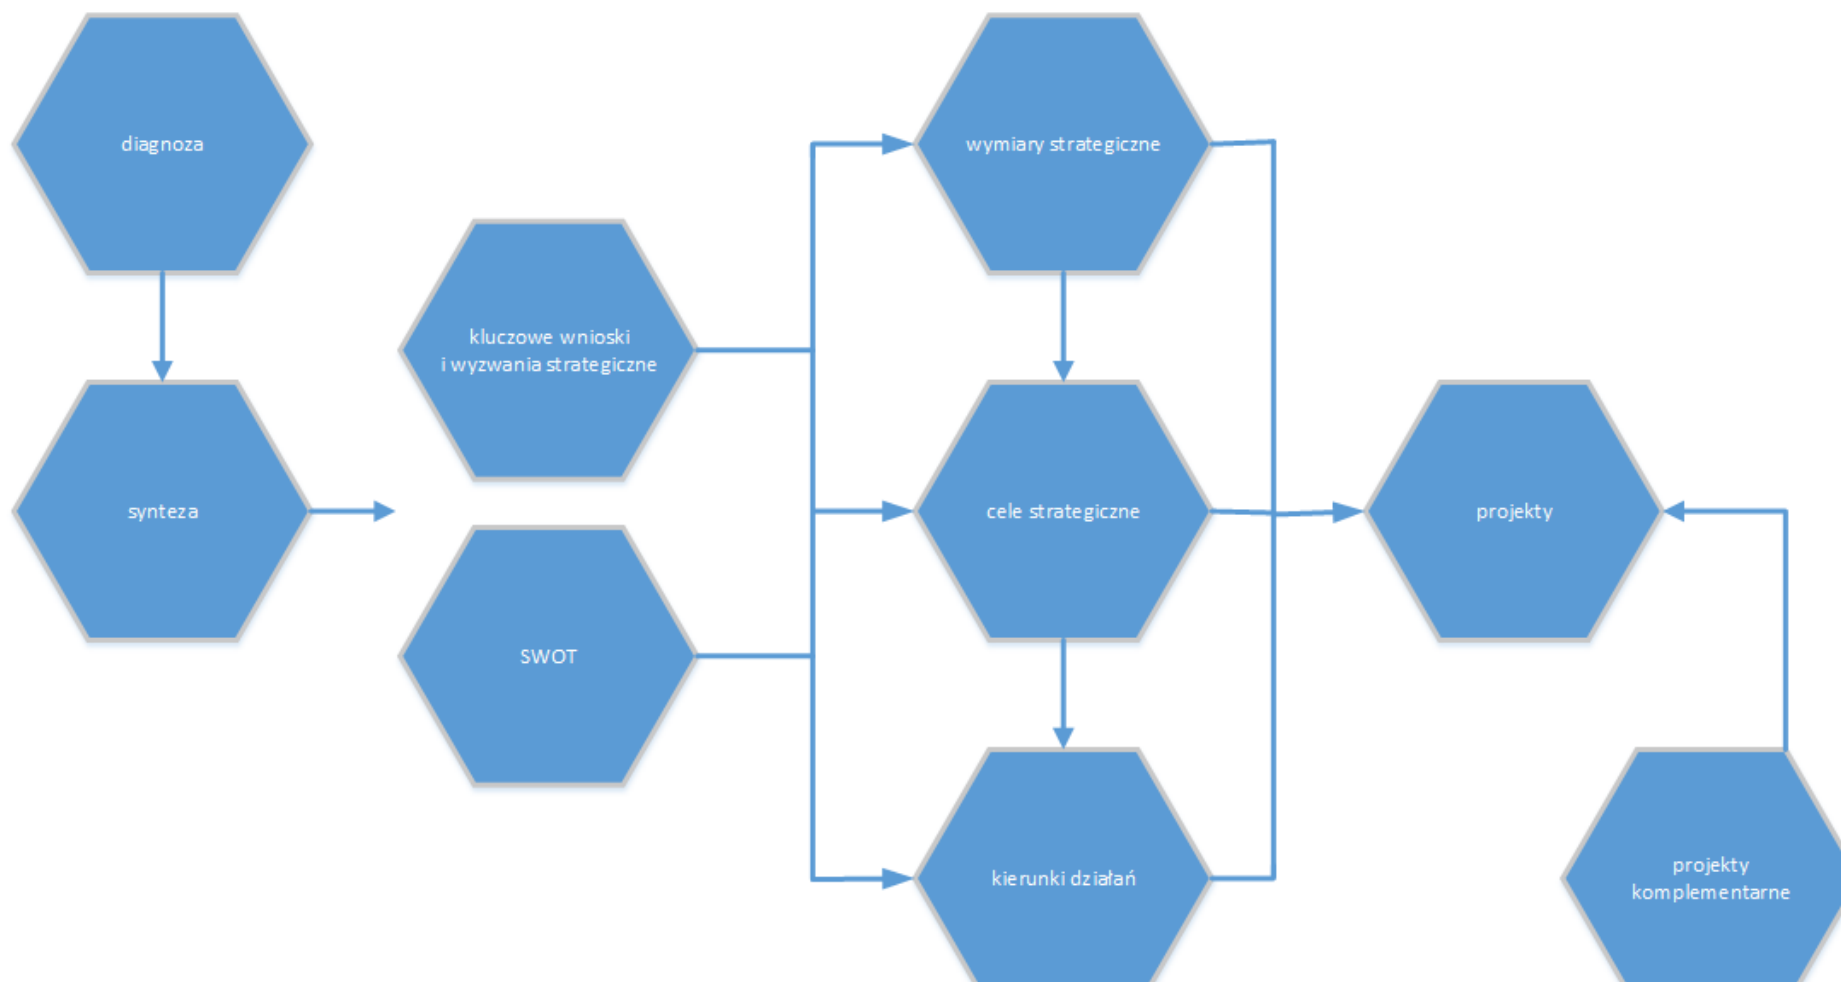 diagnoza
wymiary strategiczne
kluczowe wnioski
i wyzwania strategiczne
synteza
cele strategiczne
projekty
SWOT
kierunki działań
projekty
komplementarne